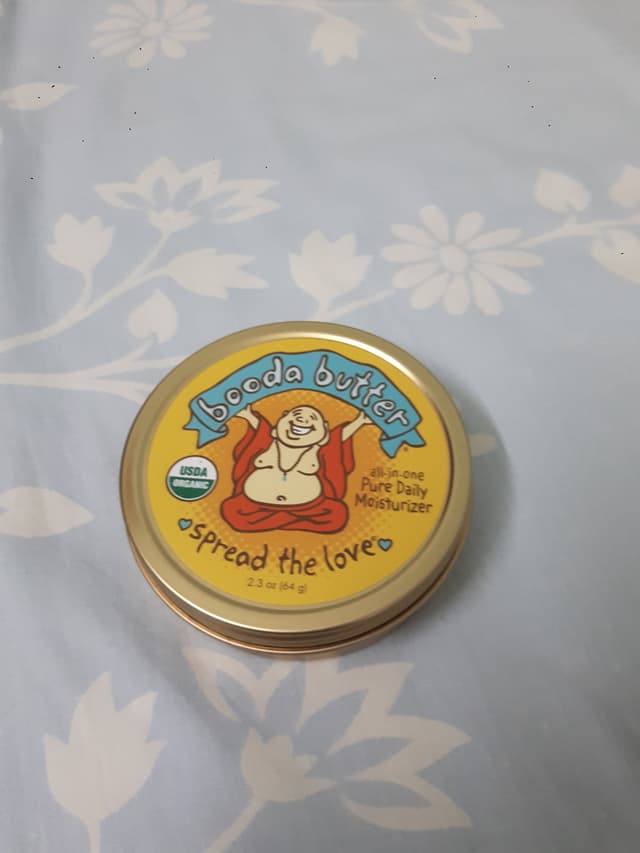 booda butter
USDA
ORGANIC
all-in-one
Pure Daily
Moisturizer
spread the love
2.3 oz (64 g)